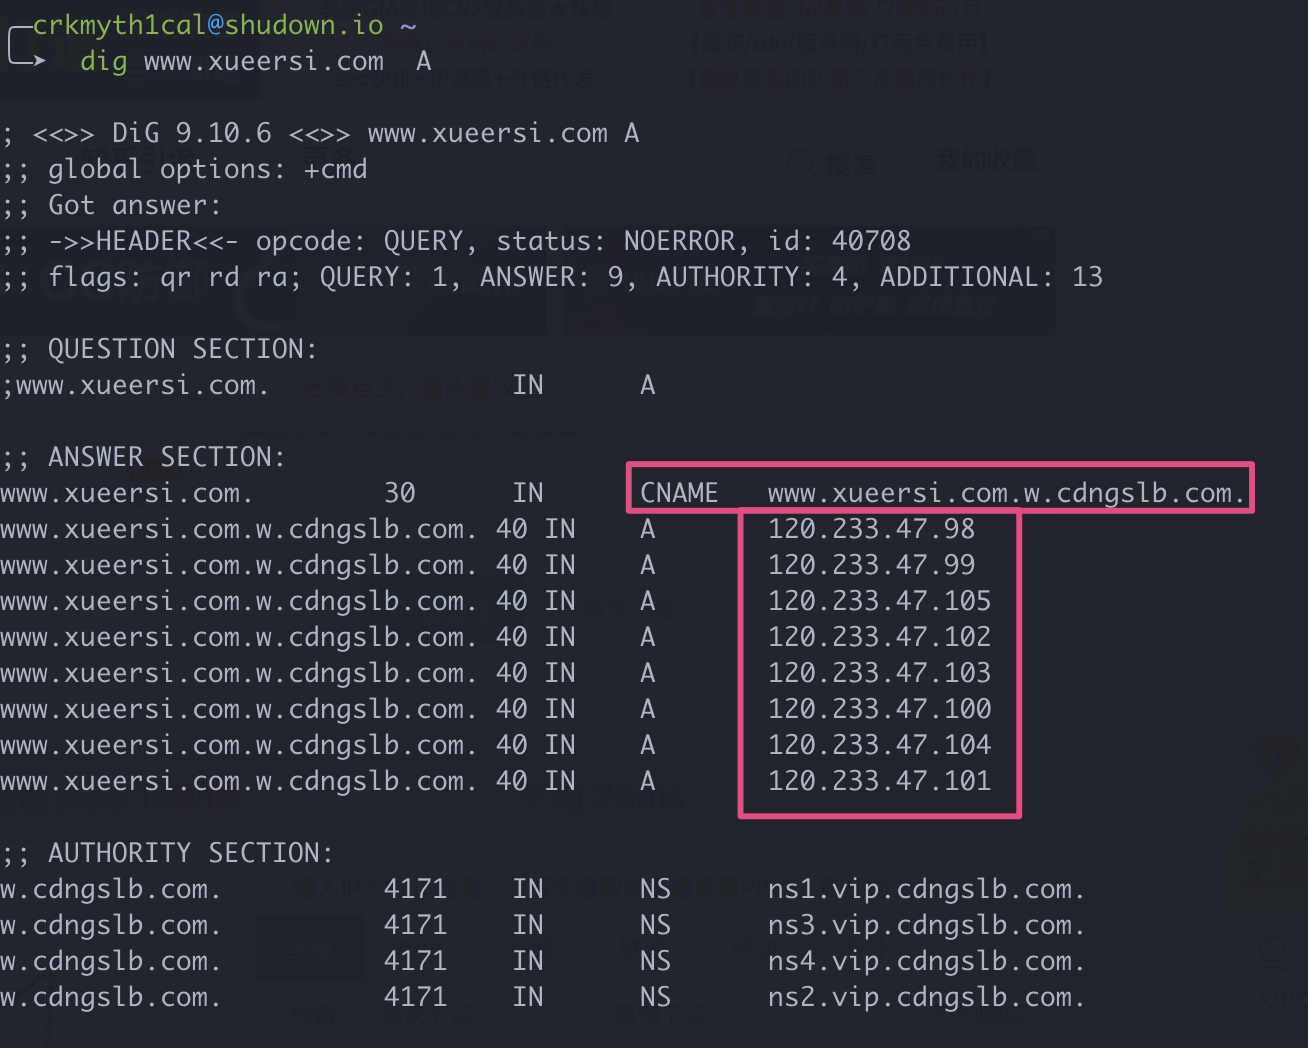 crkmyth1cal@shudown.io ~
dig www.xueersi.com A
; <<>> DiG 9.10.6 <<>> www.xueersi.com A
;; global options: +cmd
;; Got answer:
;; ->>HEADER<<- opcode: QUERY, status: NOERROR, id: 40708
;; flags: qr rd ra; QUERY: 1, ANSWER: 9, AUTHORITY: 4, ADDITIONAL: 13
;; QUESTION SECTION:
;www.xueersi.com. IN A
;; ANSWER SECTION:
www.xueersi.com. 30 IN CNAME www.xueersi.com.w.cdngslb.com.
www.xueersi.com.w.cdngslb.com. 40 IN A 120.233.47.98
www.xueersi.com.w.cdngslb.com. 40 IN A 120.233.47.99
www.xueersi.com.w.cdngslb.com. 40 IN A 120.233.47.105
www.xueersi.com.w.cdngslb.com. 40 IN A 120.233.47.102
www.xueersi.com.w.cdngslb.com. 40 IN A 120.233.47.103
www.xueersi.com.w.cdngslb.com. 40 IN A 120.233.47.100
www.xueersi.com.w.cdngslb.com. 40 IN A 120.233.47.104
www.xueersi.com.w.cdngslb.com. 40 IN A 120.233.47.101
;; AUTHORITY SECTION:
w.cdngslb.com. 4171 IN NS ns1.vip.cdngslb.com.
w.cdngslb.com. 4171 IN NS ns3.vip.cdngslb.com.
w.cdngslb.com. 4171 IN NS ns4.vip.cdngslb.com.
w.cdngslb.com. 4171 IN NS ns2.vip.cdngslb.com.